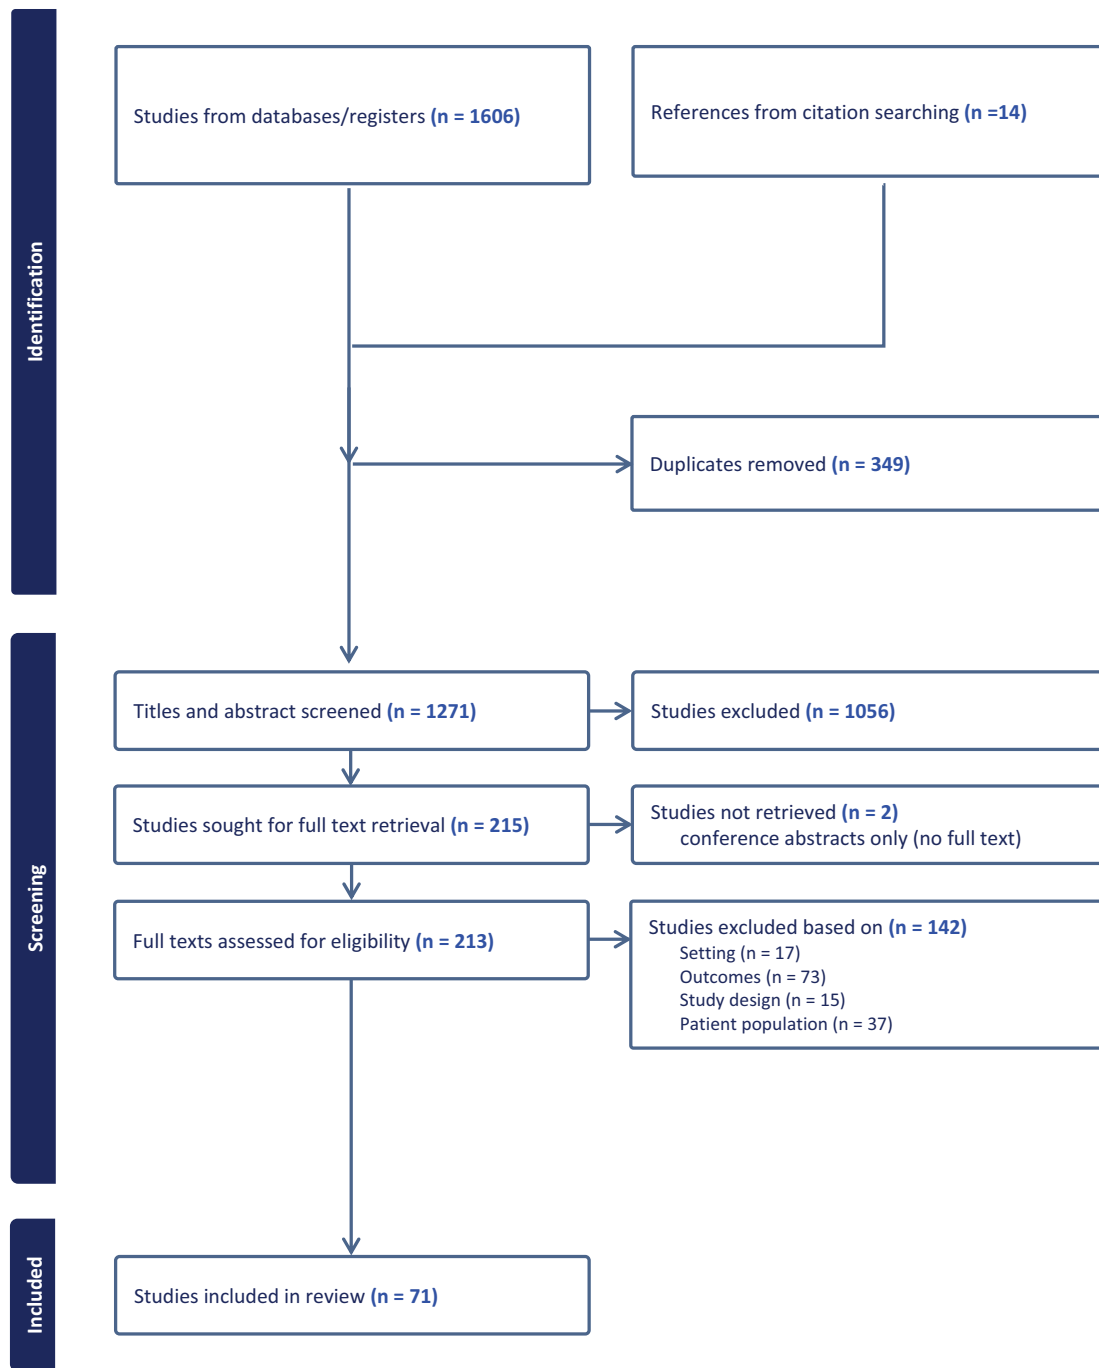 Identification
Studies from databases/registers (n = 1606)
References from citation searching (n =14)
Duplicates removed (n = 349)
Screening
Titles and abstract screened (n = 1271)
Studies excluded (n = 1056)
Studies sought for full text retrieval (n = 215)
Studies not retrieved (n = 2)
conference abstracts only (no full text)
Full texts assessed for eligibility (n = 213)
Studies excluded based on (n = 142)
Setting (n = 17)
Outcomes (n = 73)
Study design (n = 15)
Patient population (n = 37)
Included
Studies included in review (n = 71)